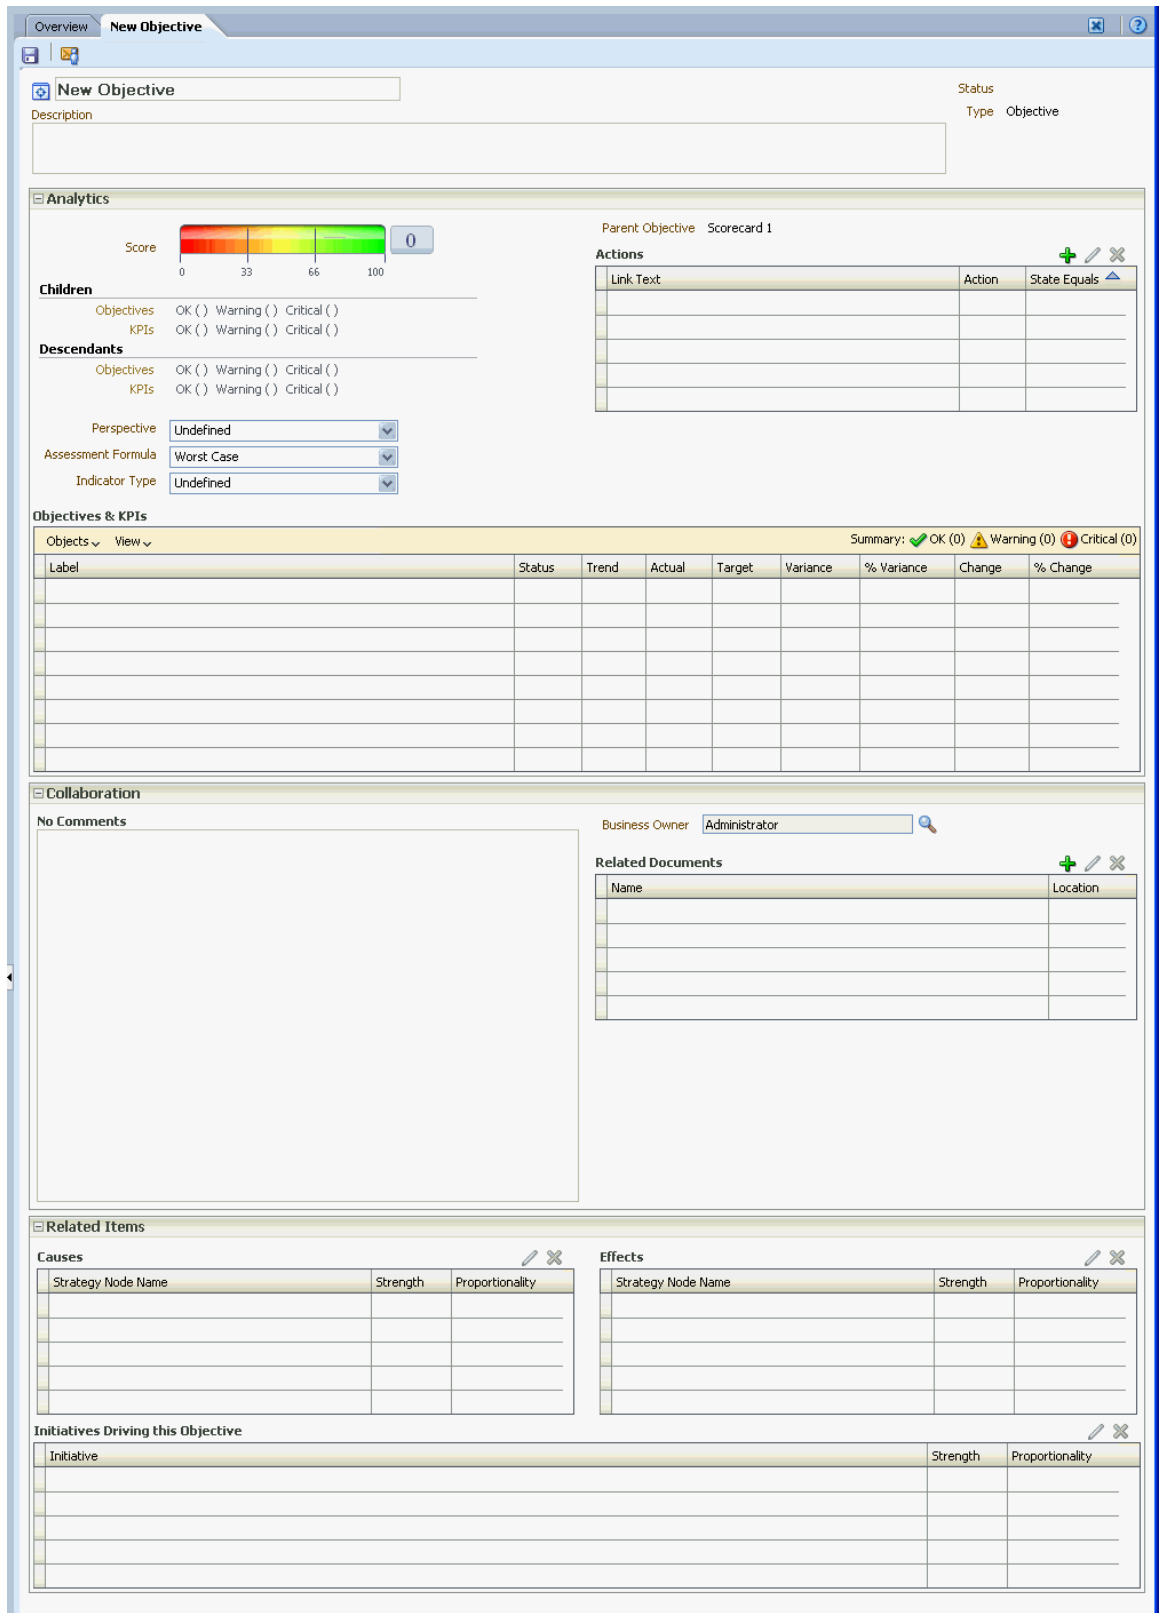 Overview New Objective
New Objective
Status
Description
Type Objective
Analytics
Score 0
0 33 66 100
Parent Objective Scorecard 1
Actions
Link Text Action State Equals
Children
Objectives OK ( ) Warning ( ) Critical ( )
KPIs OK ( ) Warning ( ) Critical ( )
Descendants
Objectives OK ( ) Warning ( ) Critical ( )
KPIs OK ( ) Warning ( ) Critical ( )
Perspective Undefined
Assessment Formula Worst Case
Indicator Type Undefined
Objectives & KPIs
Objects View Summary: OK (0) Warning (0) Critical (0)
Label Status Trend Actual Target Variance % Variance Change % Change
Collaboration
No Comments
Business Owner Administrator
Related Documents
Name Location
Related Items
Causes Effects
Strategy Node Name Strength Proportionality Strategy Node Name Strength Proportionality
Initiatives Driving this Objective
Initiative Strength Proportionality